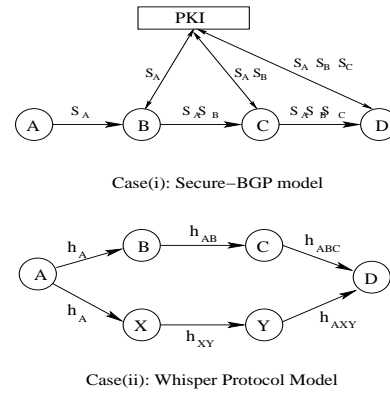 PKI
S_A
S_A S_B
S_A S_B S_C
A
S_A
B
S_A S_B
C
S_A S_B S_C
D
Case(i): Secure-BGP model
h_A
B
h_AB
C
h_ABC
A
D
h_A
X
h_XY
Y
h_AXY
Case(ii): Whisper Protocol Model